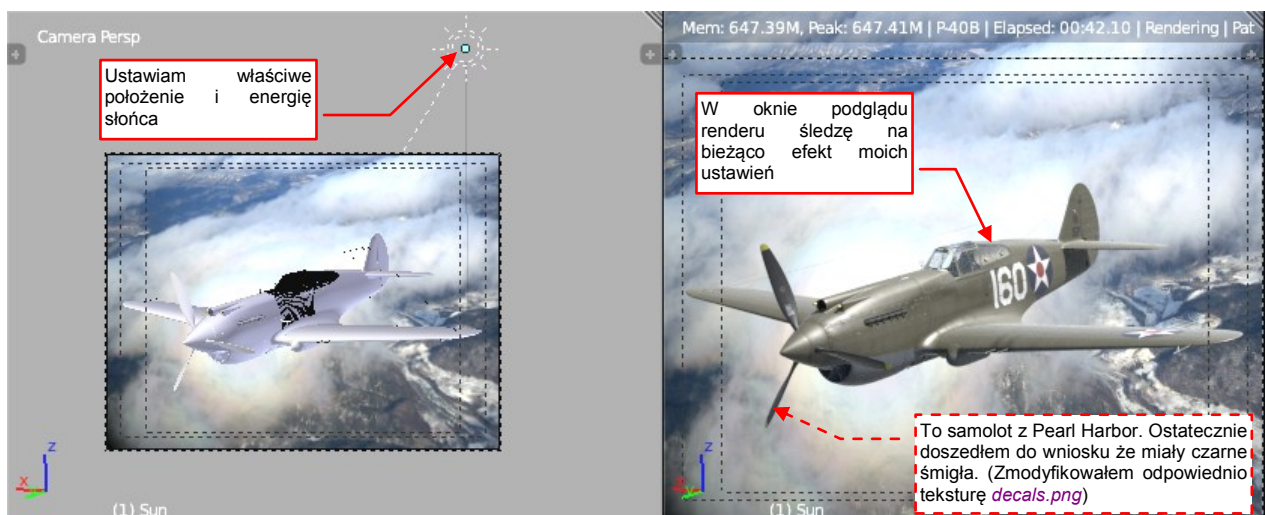 Camera Persp
Ustawiam właściwe
położenie i energię
słońca
z
x
(1) Sun
Mem: 647.39M, Peak: 647.41M | P-40B | Elapsed: 00:42.10 | Rendering | Pat
W oknie podglądu
renderu śledzę na
bieżąco efekt moich
ustawień
160
To samolot z Pearl Harbor. Ostatecznie
doszedłem do wniosku że miały czarne
śmigła. (Zmodyfikowałem odpowiednio
teksturę decals.png)
z
x
(1) Sun